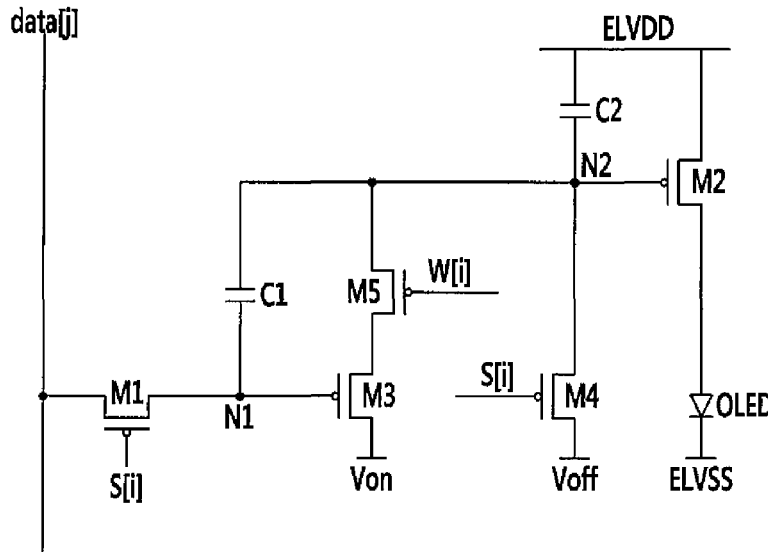 data[j]
ELVDD
C2
N2
M2
W[i]
M5
C1
M1
M3
S[i]
M4
N1
OLED
S[i]
Von
Voff
ELVSS